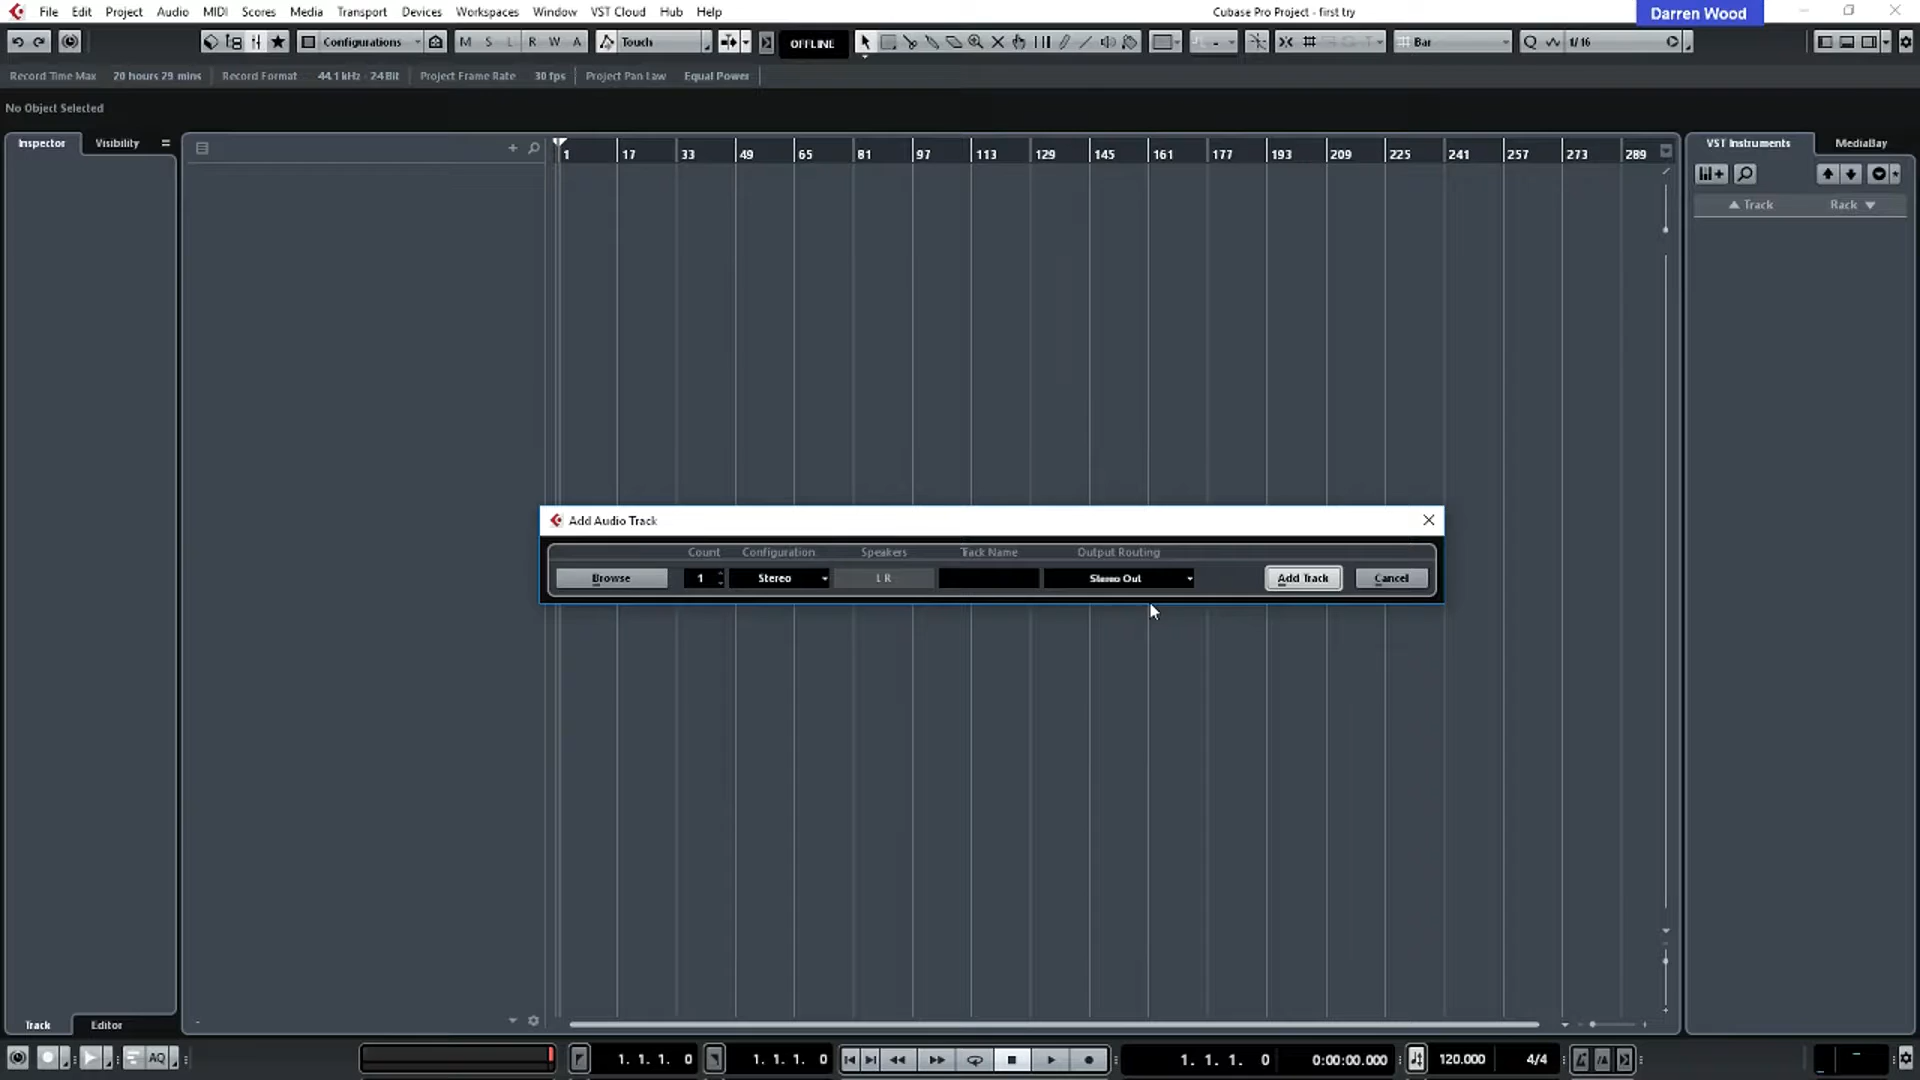 File Edit Project Audio MIDI Scores Media Transport Devices Workspaces Window VST Cloud Hub Help Cubase Pro Project - first try Darren Wood
Configurations M S L R W A Touch OFFLINE Bar Q 1/16
Record Time Max 20 hours 29 mins Record Format 44.1 kHz - 24 Bit Project Frame Rate 30 fps Project Pan Law Equal Power
No Object Selected
Inspector Visibility 1 17 33 49 65 81 97 113 129 145 161 177 193 209 225 241 257 273 289 VST Instruments MediaBay
Track Rack
Add Audio Track
Count Configuration Speakers Track Name Output Routing
Browse 1 Stereo L R Stereo Out Add Track Cancel
Track Editor
AQ 1. 1. 1. 0 1. 1. 1. 0 1. 1. 1. 0 0:00:00.000 120.000 4/4